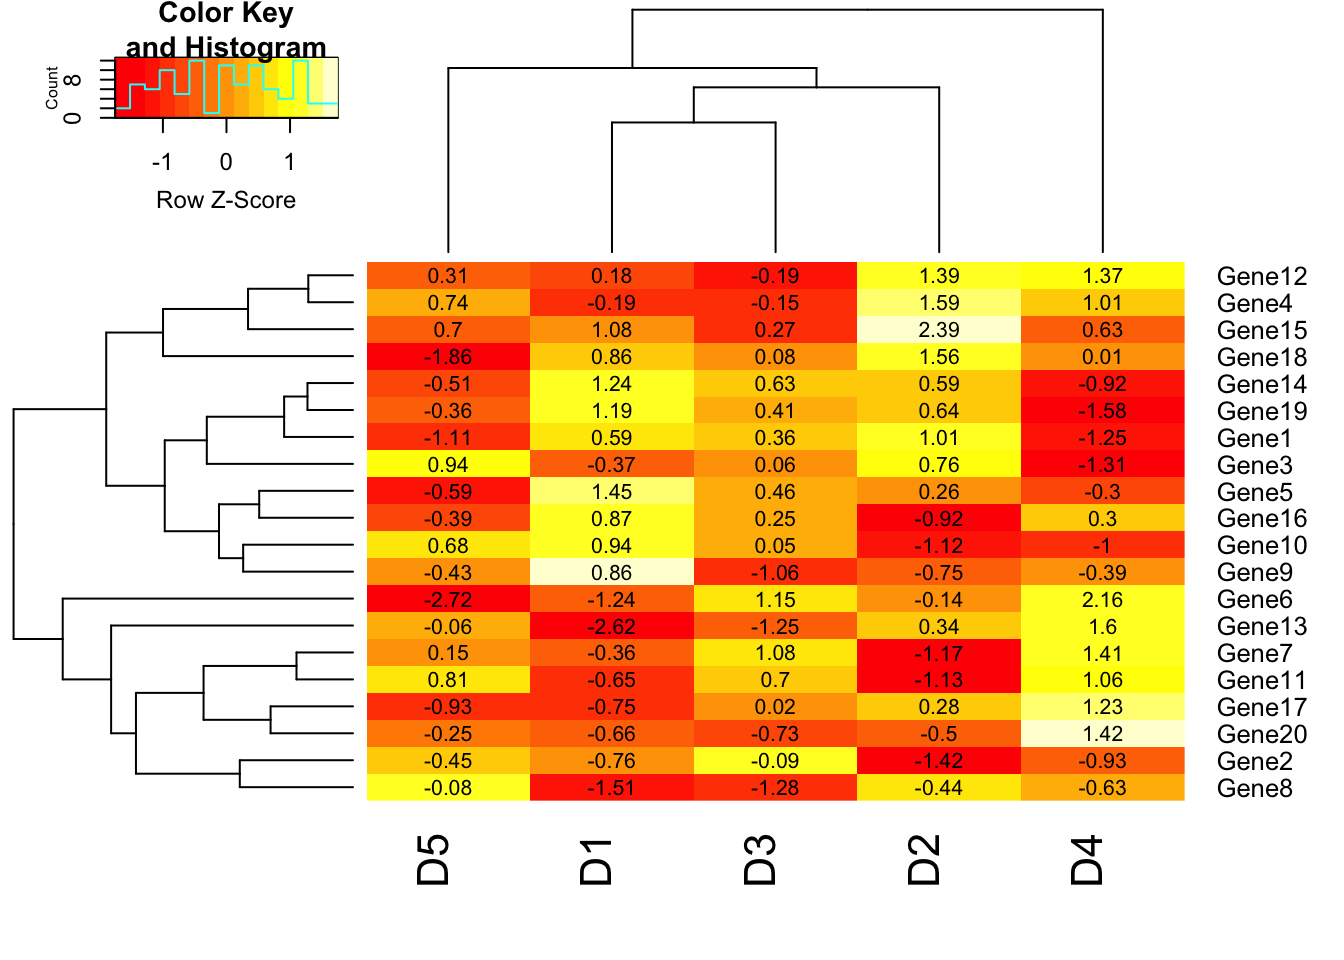 Color Key
and Histogram
Count
0 8
-1 0 1
Row Z-Score
0.31 0.18 -0.19 1.39 1.37 Gene12
0.74 -0.19 -0.15 1.59 1.01 Gene4
0.7 1.08 0.27 2.39 0.63 Gene15
-1.86 0.86 0.08 1.56 0.01 Gene18
-0.51 1.24 0.63 0.59 -0.92 Gene14
-0.36 1.19 0.41 0.64 -1.58 Gene19
-1.11 0.59 0.36 1.01 -1.25 Gene1
0.94 -0.37 0.06 0.76 -1.31 Gene3
-0.59 1.45 0.46 0.26 -0.3 Gene5
-0.39 0.87 0.25 -0.92 0.3 Gene16
0.68 0.94 0.05 -1.12 -1 Gene10
-0.43 0.86 -1.06 -0.75 -0.39 Gene9
-2.72 -1.24 1.15 -0.14 2.16 Gene6
-0.06 -2.62 -1.25 0.34 1.6 Gene13
0.15 -0.36 1.08 -1.17 1.41 Gene7
0.81 -0.65 0.7 -1.13 1.06 Gene11
-0.93 -0.75 0.02 0.28 1.23 Gene17
-0.25 -0.66 -0.73 -0.5 1.42 Gene20
-0.45 -0.76 -0.09 -1.42 -0.93 Gene2
-0.08 -1.51 -1.28 -0.44 -0.63 Gene8
D5 D1 D3 D2 D4